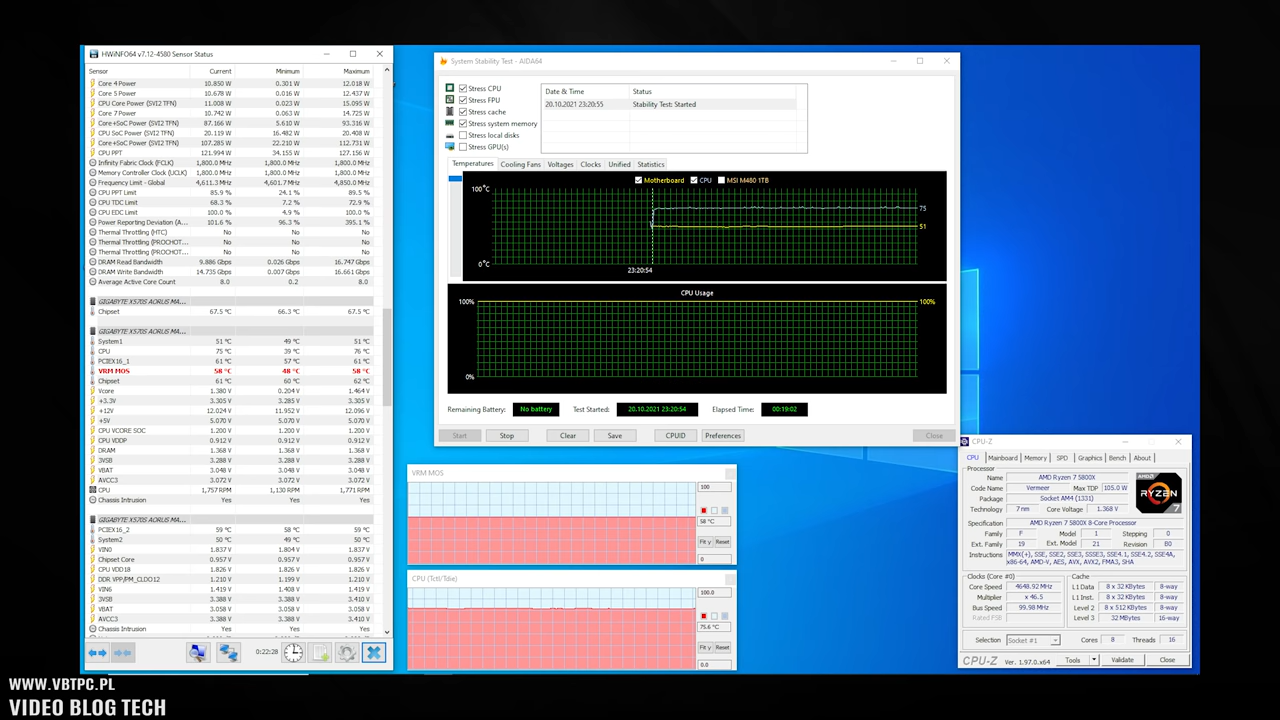 HWiNFO64 v7.12-4580 Sensor Status
Sensor Current Minimum Maximum
Core 4 Power 10.850 W 0.301 W 12.018 W
Core 5 Power 10.678 W 0.016 W 12.437 W
CPU Core Power (SVI2 TFN) 11.008 W 0.023 W 15.095 W
Core 7 Power 10.742 W 0.166 W 14.725 W
Core+SoC Power (SVI2 TFN) 87.166 W 5.610 W 93.316 W
CPU SoC Power (SVI2 TFN) 20.119 W 16.482 W 20.408 W
Core+SoC Power (SVI2 TFN) 107.285 W 22.210 W 112.731 W
CPU PPT 121.994 W 34.155 W 127.156 W
Infinity Fabric Clock (FCLK) 1,800.0 MHz 1,800.0 MHz 1,800.0 MHz
Memory Controller Clock (UCLK) 1,800.0 MHz 1,800.0 MHz 1,800.0 MHz
Frequency Limit - Global 4,611.3 MHz 4,601.7 MHz 4,850.0 MHz
CPU PPT Limit 85.9 % 24.1 % 89.5 %
CPU TDC Limit 68.3 % 7.2 % 72.9 %
CPU EDC Limit 100.0 % 4.9 % 100.0 %
Power Reporting Deviation (A... 101.6 % 96.3 % 395.1 %
Thermal Throttling (HTC) No No No
Thermal Throttling (PROCHOT... No No No
Thermal Throttling (PROCHOT... No No No
DRAM Read Bandwidth 9.886 Gbps 0.026 Gbps 16.747 Gbps
DRAM Write Bandwidth 14.735 Gbps 0.007 Gbps 16.661 Gbps
Average Active Core Count 8.0 0.2 8.0
GIGABYTE X570S AORUS MA...
Chipset 67.5 °C 66.3 °C 67.5 °C
GIGABYTE X570S AORUS MA...
System1 51 °C 49 °C 51 °C
CPU 75 °C 39 °C 76 °C
PCIEX16_1 61 °C 57 °C 61 °C
VRM MOS 58 °C 48 °C 58 °C
Chipset 61 °C 60 °C 62 °C
Vcore 1.380 V 0.204 V 1.464 V
+3.3V 3.305 V 3.285 V 3.305 V
+12V 12.024 V 11.952 V 12.096 V
+5V 5.070 V 5.070 V 5.070 V
CPU VCORE SOC 1.200 V 1.200 V 1.200 V
CPU VDDP 0.912 V 0.912 V 0.912 V
DRAM 1.368 V 1.368 V 1.368 V
3VSB 3.288 V 3.288 V 3.288 V
VBAT 3.048 V 3.048 V 3.048 V
AVCC3 3.072 V 3.072 V 3.072 V
CPU 1,757 RPM 1,130 RPM 1,771 RPM
Chassis Intrusion Yes Yes Yes
GIGABYTE X570S AORUS MA...
PCIEX16_2 59 °C 58 °C 59 °C
System2 50 °C 49 °C 50 °C
VIN0 1.837 V 1.804 V 1.837 V
Chipset Core 0.957 V 0.957 V 0.957 V
CPU VDD18 1.980 V 1.980 V 1.980 V
DDR VPP/PM_CLDO12 1.210 V 1.199 V 1.210 V
VIN6 1.419 V 1.408 V 1.419 V
3VSB 3.388 V 3.388 V 3.410 V
VBAT 3.058 V 3.058 V 3.058 V
AVCC3 3.388 V 3.388 V 3.410 V
Chassis Intrusion Yes Yes Yes
0:22:28
System Stability Test - AIDA64
Stress CPU
Stress FPU
Stress cache
Stress system memory
Stress local disks
Stress GPU(s)
Date & Time Status
20.10.2021 23:20:55 Stability Test: Started
Temperatures Cooling Fans Voltages Clocks Unified Statistics
Motherboard CPU MSI M480 1TB
100°C
75
51
0°C
23:20:54
CPU Usage
100% 100%
0%
Remaining Battery: No battery Test Started: 20.10.2021 23:20:54 Elapsed Time: 00:19:02
Start Stop Clear Save CPUID Preferences Close
VRM MOS
100
58 °C
Fit y Reset
0
CPU (Tctl/Tdie)
100.0
75.6 °C
Fit y Reset
0.0
CPU-Z
CPU Mainboard Memory SPD Graphics Bench About
Processor
Name AMD Ryzen 7 5800X
Code Name Vermeer Max TDP 105.0 W
Package Socket AM4 (1331)
Technology 7 nm Core Voltage 1.368 V
AMD RYZEN 7
Specification AMD Ryzen 7 5800X 8-Core Processor
Family F Model 1 Stepping 0
Ext. Family 19 Ext. Model 21 Revision B0
Instructions MMX(+), SSE, SSE2, SSE3, SSSE3, SSE4.1, SSE4.2, SSE4A,
x86-64, AMD-V, AES, AVX, AVX2, FMA3, SHA
Clocks (Core #0) Cache
Core Speed 4648.92 MHz L1 Data 8 x 32 KBytes 8-way
Multiplier x 46.5 L1 Inst. 8 x 32 KBytes 8-way
Bus Speed 99.98 MHz Level 2 8 x 512 KBytes 8-way
Rated FSB Level 3 32 MBytes 16-way
Selection Socket #1 Cores 8 Threads 16
CPU-Z Ver. 1.97.0.x64 Tools Validate Close
WWW.VBTPC.PL
VIDEO BLOG TECH